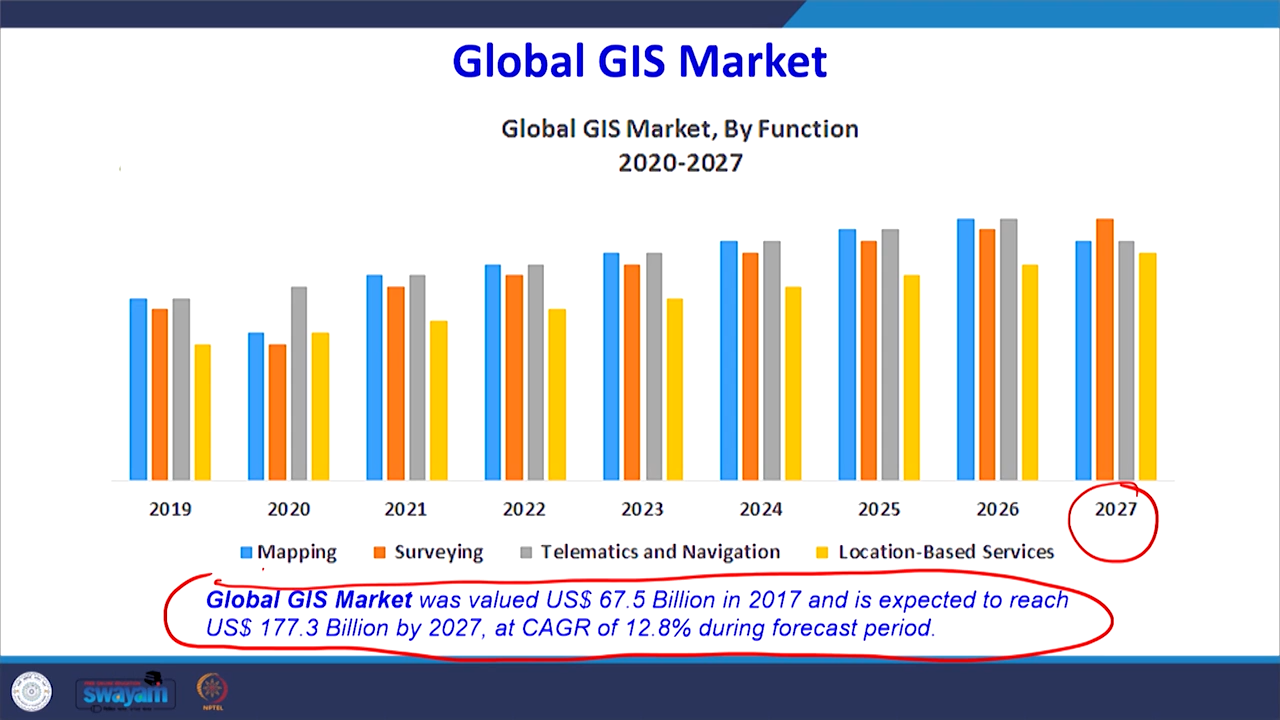 Global GIS Market
Global GIS Market, By Function
2020-2027
2019 2020 2021 2022 2023 2024 2025 2026 2027
Mapping Surveying Telematics and Navigation Location-Based Services
Global GIS Market was valued US$ 67.5 Billion in 2017 and is expected to reach
US$ 177.3 Billion by 2027, at CAGR of 12.8% during forecast period.
swayam
NPTEL